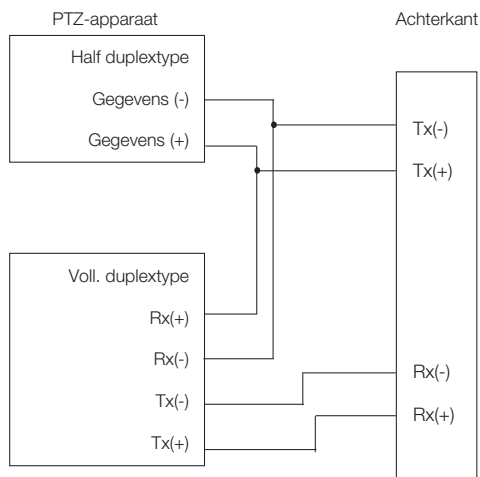 PTZ-apparaat
Achterkant
Half duplextype
Gegevens (-)
Gegevens (+)
Tx(-)
Tx(+)
Voll. duplextype
Rx(+)
Rx(-)
Tx(-)
Tx(+)
Rx(-)
Rx(+)